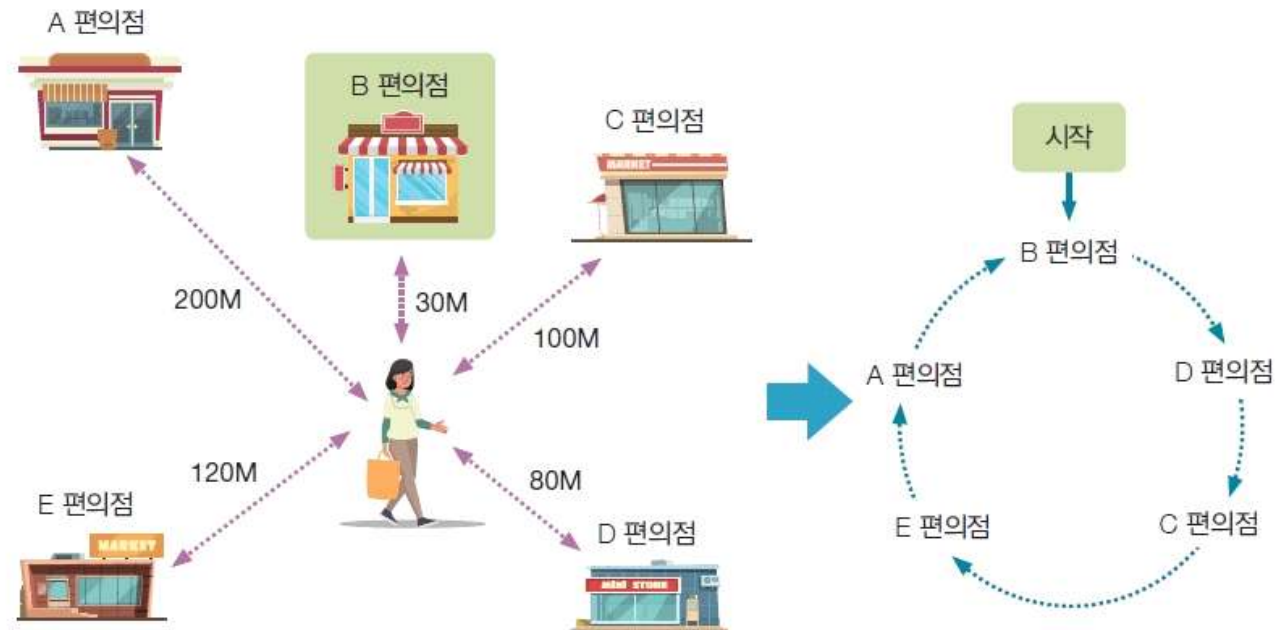 A 편의점
B 편의점
C 편의점
MARKET
200M
30M
100M
120M
80M
E 편의점
MARKET
D 편의점
MINI STORE
시작
B 편의점
A 편의점
D 편의점
E 편의점
C 편의점